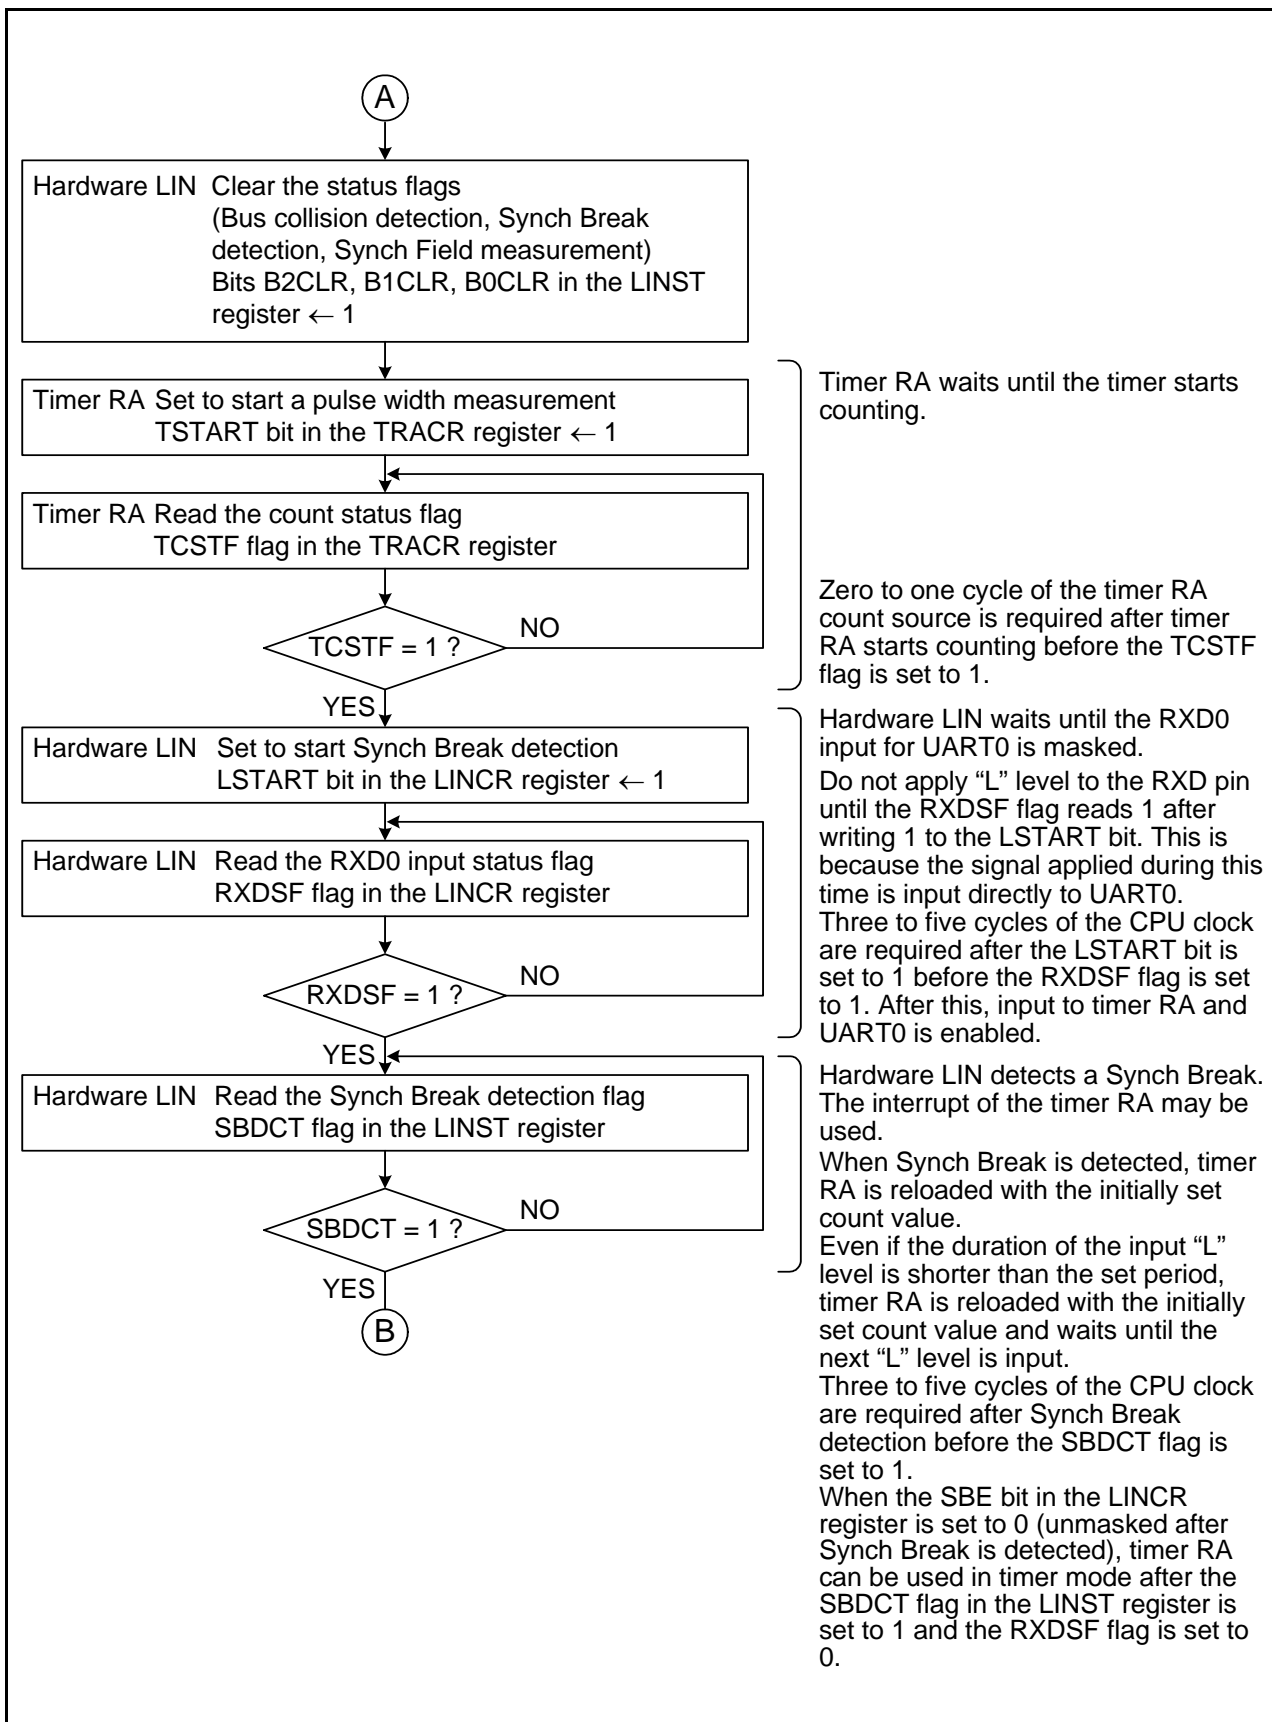 A
Hardware LIN Clear the status flags
(Bus collision detection, Synch Break
detection, Synch Field measurement)
Bits B2CLR, B1CLR, B0CLR in the LINST
register ← 1
Timer RA Set to start a pulse width measurement
TSTART bit in the TRACR register ← 1
Timer RA waits until the timer starts
counting.
Timer RA Read the count status flag
TCSTF flag in the TRACR register
TCSTF = 1 ?
NO
YES
Zero to one cycle of the timer RA
count source is required after timer
RA starts counting before the TCSTF
flag is set to 1.
Hardware LIN Set to start Synch Break detection
LSTART bit in the LINCR register ← 1
Hardware LIN Read the RXD0 input status flag
RXDSF flag in the LINCR register
RXDSF = 1 ?
NO
YES
Hardware LIN waits until the RXD0
input for UART0 is masked.
Do not apply “L” level to the RXD pin
until the RXDSF flag reads 1 after
writing 1 to the LSTART bit. This is
because the signal applied during this
time is input directly to UART0.
Three to five cycles of the CPU clock
are required after the LSTART bit is
set to 1 before the RXDSF flag is set
to 1. After this, input to timer RA and
UART0 is enabled.
Hardware LIN Read the Synch Break detection flag
SBDCT flag in the LINST register
SBDCT = 1 ?
NO
YES
B
Hardware LIN detects a Synch Break.
The interrupt of the timer RA may be
used.
When Synch Break is detected, timer
RA is reloaded with the initially set
count value.
Even if the duration of the input “L”
level is shorter than the set period,
timer RA is reloaded with the initially
set count value and waits until the
next “L” level is input.
Three to five cycles of the CPU clock
are required after Synch Break
detection before the SBDCT flag is
set to 1.
When the SBE bit in the LINCR
register is set to 0 (unmasked after
Synch Break is detected), timer RA
can be used in timer mode after the
SBDCT flag in the LINST register is
set to 1 and the RXDSF flag is set to
0.